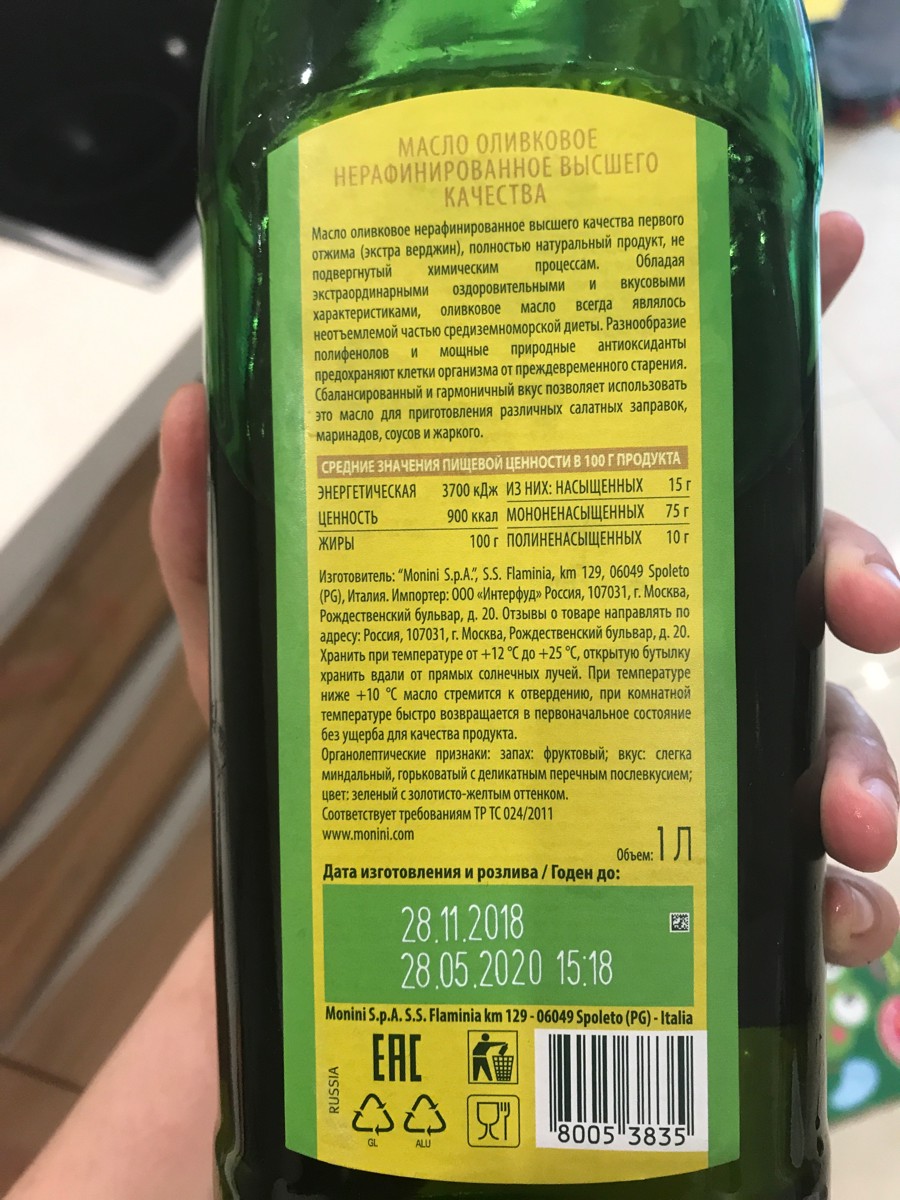 МАСЛО ОЛИВКОВОЕ
НЕРАФИНИРОВАННОЕ ВЫСШЕГО
КАЧЕСТВА
Масло оливковое нерафинированное высшего качества первого
отжима (экстра верджин), полностью натуральный продукт, не
подвергнутый химическим процессам. Обладая
экстраординарными оздоровительными и вкусовыми
характеристиками, оливковое масло всегда являлось
неотъемлемой частью средиземноморской диеты. Разнообразие
полифенолов и мощные природные антиоксиданты
предохраняют клетки организма от преждевременного старения.
Сбалансированный и гармоничный вкус позволяет использовать
это масло для приготовления различных салатных заправок,
маринадов, соусов и жаркого.
СРЕДНИЕ ЗНАЧЕНИЯ ПИЩЕВОЙ ЦЕННОСТИ В 100 Г ПРОДУКТА
ЭНЕРГЕТИЧЕСКАЯ 3700 кДж ИЗ НИХ: НАСЫЩЕННЫХ 15 г
ЦЕННОСТЬ 900 ккал МОНОНЕНАСЫЩЕННЫХ 75 г
ЖИРЫ 100 г ПОЛИНЕНАСЫЩЕННЫХ 10 г
Изготовитель: "Monini S.p.A.", S.S. Flaminia, km 129, 06049 Spoleto
(PG), Италия. Импортер: ООО «Интерфуд» Россия, 107031, г. Москва,
Рождественский бульвар, д. 20. Отзывы о товаре направлять по
адресу: Россия, 107031, г. Москва, Рождественский бульвар, д. 20.
Хранить при температуре от +12 °С до +25 °С, открытую бутылку
хранить вдали от прямых солнечных лучей. При температуре
ниже +10 °С масло стремится к отвердению, при комнатной
температуре быстро возвращается в первоначальное состояние
без ущерба для качества продукта.
Органолептические признаки: запах: фруктовый; вкус: слегка
миндальный, горьковатый с деликатным перечным послевкусием;
цвет: зеленый с золотисто-желтым оттенком.
Соответствует требованиям ТР ТС 024/2011
www.monini.com
Объем: 1 Л
Дата изготовления и розлива / Годен до:
28.11.2018
28.05.2020 15:18
Monini S.p.A. S.S. Flaminia km 129 - 06049 Spoleto (PG) - Italia
RUSSIA
EAC
GL ALU
8005 3835